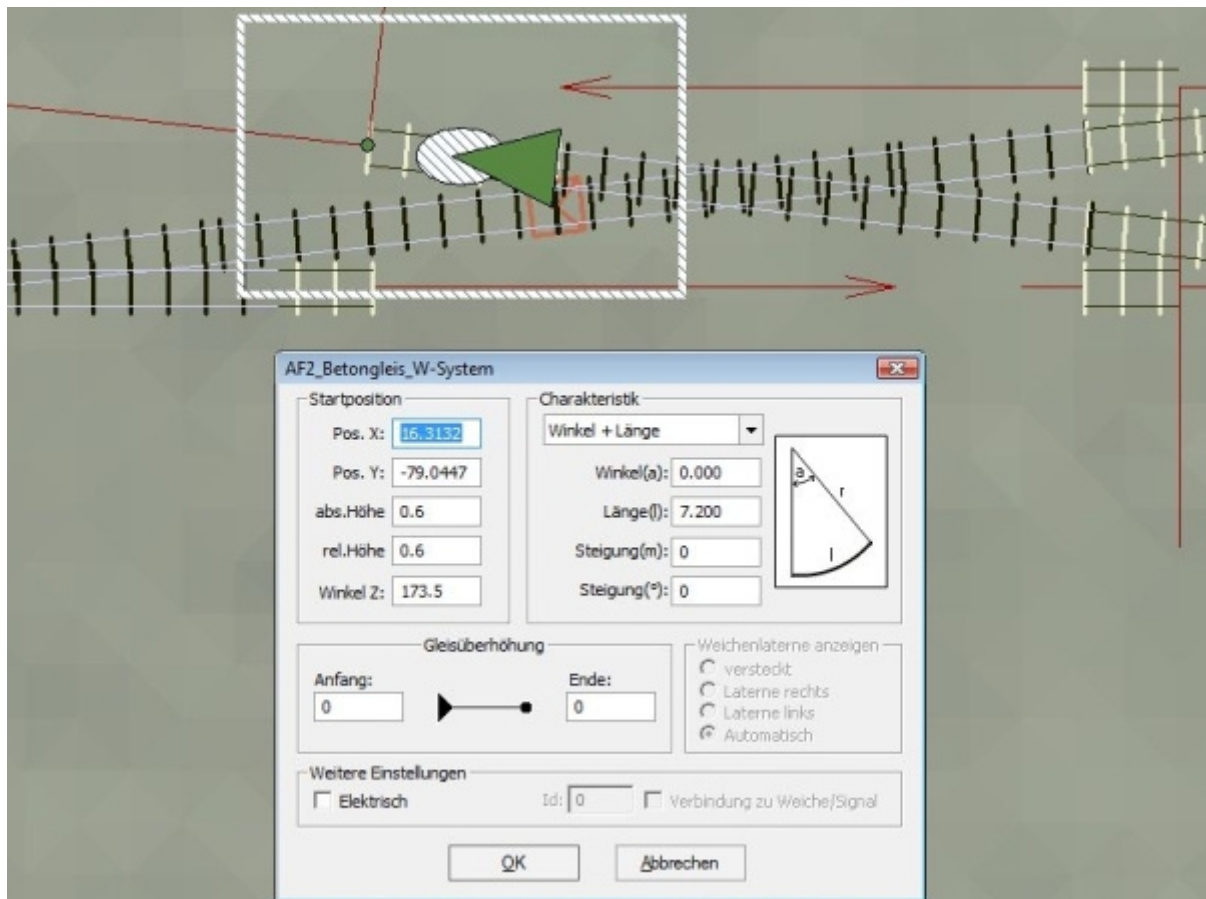 AF2_Betongleis_W-System
Startposition
Pos. X: 16.3132
Pos. Y: -79.0447
abs.Höhe 0.6
rel.Höhe 0.6
Winkel Z: 173.5
Charakteristik
Winkel + Länge
Winkel(a): 0.000
Länge(l): 7.200
Steigung(m): 0
Steigung(°): 0
a
r
l
Gleisüberhöhung
Anfang:
0
Ende:
0
Weichenlaterne anzeigen
versteckt
Laterne rechts
Laterne links
Automatisch
Weitere Einstellungen
Elektrisch
Id: 0
Verbindung zu Weiche/Signal
OK
Abbrechen